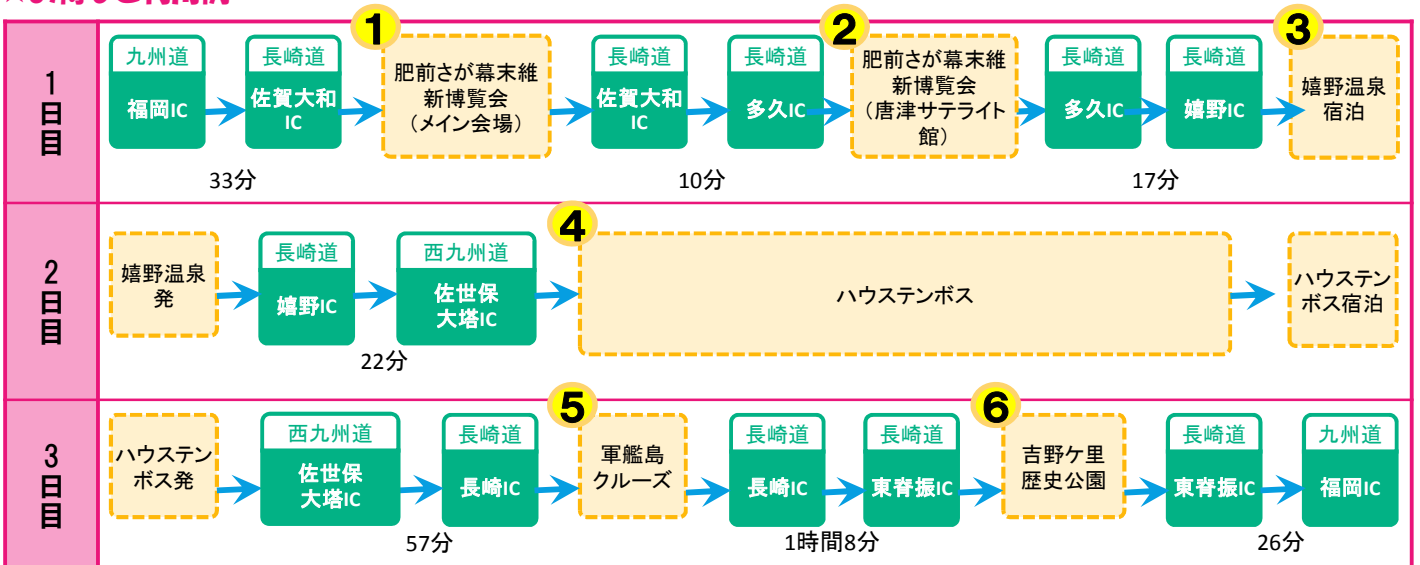 1
日
目
九州道
福岡IC
長崎道
佐賀大和
IC
33分
1
肥前さが幕末維
新博覧会
（メイン会場）
長崎道
佐賀大和
IC
長崎道
多久IC
10分
2
肥前さが幕末維
新博覧会
（唐津サテライト
館）
長崎道
多久IC
長崎道
嬉野IC
17分
3
嬉野温泉
宿泊
2
日
目
嬉野温泉
発
長崎道
嬉野IC
西九州道
佐世保
大塔IC
22分
4
ハウステンボス
ハウステン
ボス宿泊
3
日
目
ハウステン
ボス発
西九州道
佐世保
大塔IC
長崎道
長崎IC
57分
5
軍艦島
クルーズ
長崎道
長崎IC
長崎道
東脊振IC
1時間8分
6
吉野ケ里
歴史公園
長崎道
東脊振IC
九州道
福岡IC
26分